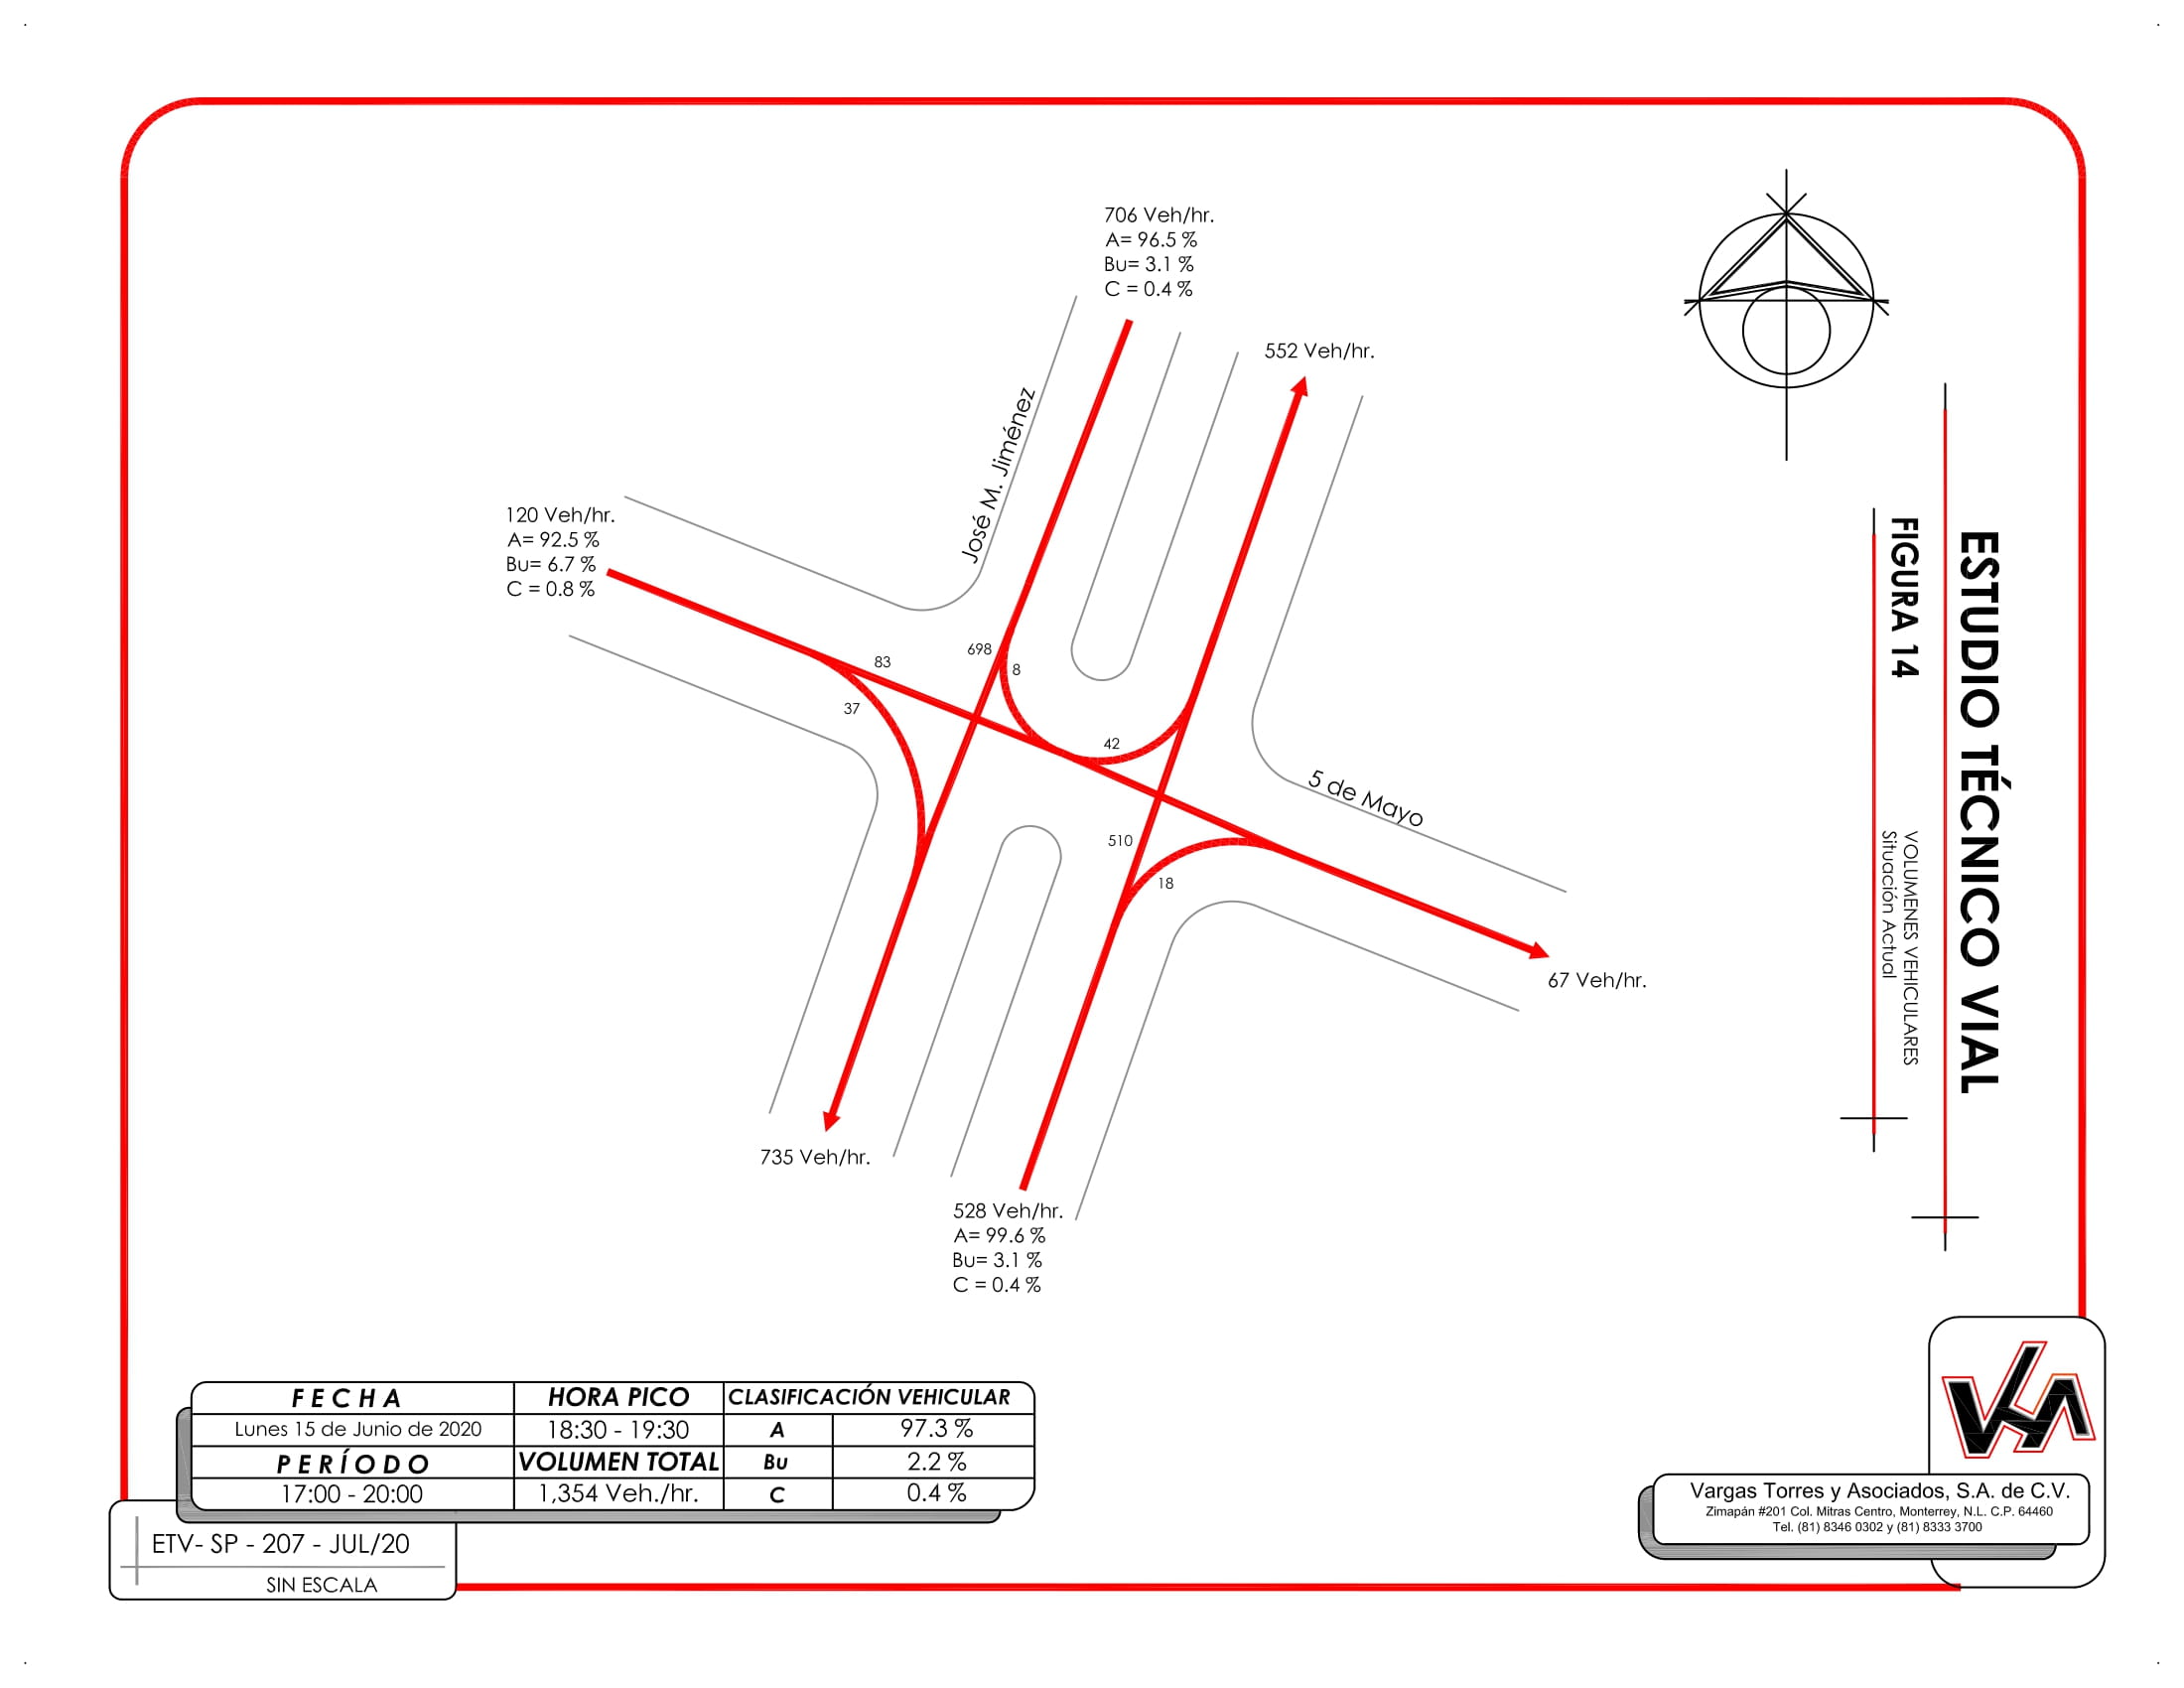 706 Veh/hr.
A= 96.5 %
Bu= 3.1 %
C = 0.4 %
552 Veh/hr.
José M. Jiménez
120 Veh/hr.
A= 92.5 %
Bu= 6.7 %
C = 0.8 %
698
8
83
37
42
5 de Mayo
510
18
67 Veh/hr.
735 Veh/hr.
528 Veh/hr.
A= 99.6 %
Bu= 3.1 %
C = 0.4 %
ESTUDIO TÉCNICO VIAL
FIGURA 14
VOLUMENES VEHICULARES
Situación Actual
FECHA HORA PICO CLASIFICACIÓN VEHICULAR
Lunes 15 de Junio de 2020 18:30 - 19:30 A 97.3 %
PERÍODO VOLUMEN TOTAL Bu 2.2 %
17:00 - 20:00 1,354 Veh./hr. C 0.4 %
ETV- SP - 207 - JUL/20
SIN ESCALA
Vargas Torres y Asociados, S.A. de C.V.
Zimapán #201 Col. Mitras Centro, Monterrey, N.L. C.P. 64460
Tel. (81) 8346 0302 y (81) 8333 3700